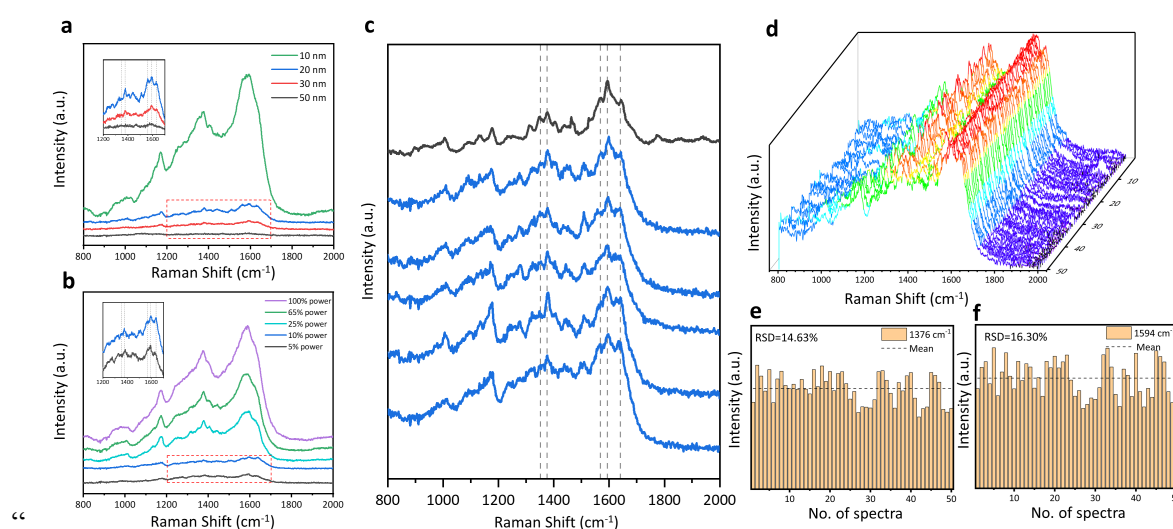 a
10 nm
20 nm
30 nm
50 nm
1200 1400 1600
Intensity (a.u.)
800 1000 1200 1400 1600 1800 2000
Raman Shift (cm-1)
b
100% power
65% power
25% power
10% power
5% power
1200 1400 1600
Intensity (a.u.)
800 1000 1200 1400 1600 1800 2000
Raman Shift (cm-1)
c
Intensity (a.u.)
800 1000 1200 1400 1600 1800 2000
Raman Shift (cm-1)
d
Intensity (a.u.)
800 1000 1200 1400 1600 1800 2000
Raman Shift (cm-1)
10
20
30
40
50
e
RSD=14.63%
1376 cm-1
Mean
Intensity (a.u.)
10 20 30 40 50
No. of spectra
f
RSD=16.30%
1594 cm-1
Mean
Intensity (a.u.)
10 20 30 40 5
No. of spectra
“